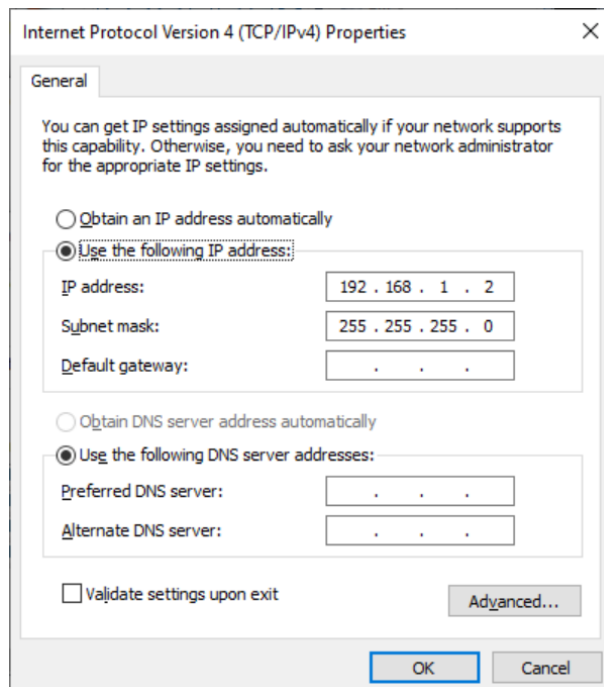 Internet Protocol Version 4 (TCP/IPv4) Properties
General
You can get IP settings assigned automatically if your network supports
this capability. Otherwise, you need to ask your network administrator
for the appropriate IP settings.
Obtain an IP address automatically
Use the following IP address:
IP address: 192 . 168 . 1 . 2
Subnet mask: 255 . 255 . 255 . 0
Default gateway: . . .
Obtain DNS server address automatically
Use the following DNS server addresses:
Preferred DNS server: . . .
Alternate DNS server: . . .
Validate settings upon exit
Advanced...
OK Cancel